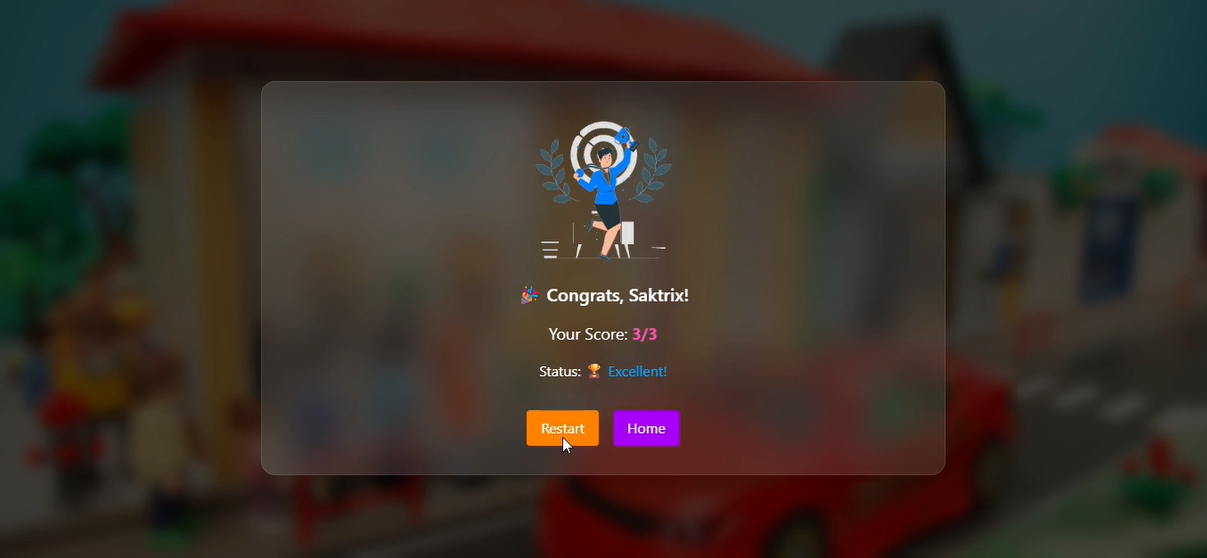 🎉 Congrats, Saktrix!
Your Score: 3/3
Status: 🏆 Excellent!
Restart Home